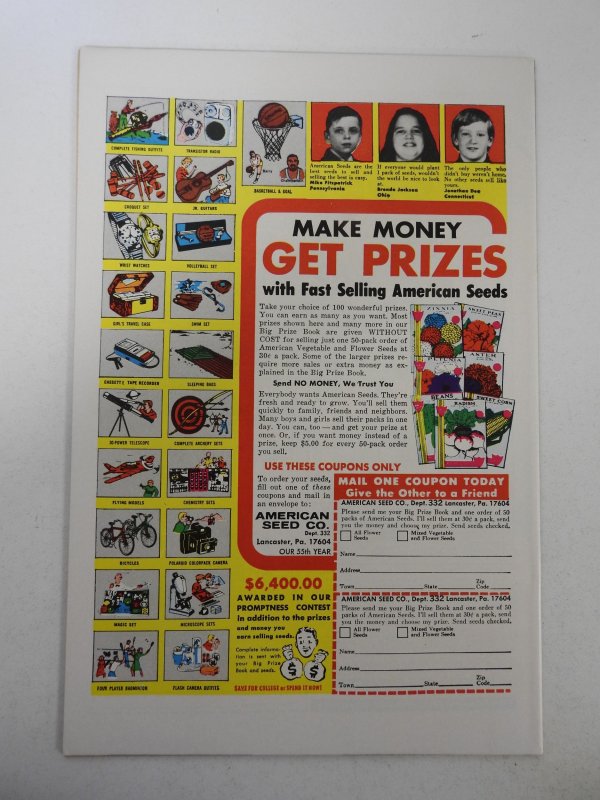 COMPLETE FISHING OUTFITS
TRANSISTOR RADIO
BASKETBALL & GOAL
American Seeds are the
best seeds to sell and
selling the best is easy.
Mike Fitzpatrick
Pennsylvania
If everyone would plant
1 pack of seeds, wouldn't
the world be nice to look
at.
Brenda Jackson
Ohio
The only people who
didn't buy weren't home.
No other seeds sell like
yours.
Jonathan Dea
Connecticut
CROQUET SET
JR. GUITARS
WRIST WATCHES
VOLLEYBALL SET
GIRL'S TRAVEL CASE
SWIM SET
CASSETTE TAPE RECORDER
SLEEPING BAGS
30-POWER TELESCOPE
COMPLETE ARCHERY SETS
FLYING MODELS
CHEMISTRY SETS
BICYCLES
POLAROID COLORPACK CAMERA
MAGIC SET
MICROSCOPE SETS
FOUR PLAYER BADMINTON
FLASH CAMERA OUTFITS
MAKE MONEY
GET PRIZES
with Fast Selling American Seeds
Take your choice of 100 wonderful prizes.
You can earn as many as you want. Most
prizes shown here and many more in our
Big Prize Book are given WITHOUT
COST for selling just one 50-pack order of
American Vegetable and Flower Seeds at
30¢ a pack. Some of the larger prizes re-
quire more sales or extra money as ex-
plained in the Big Prize Book.
Send NO MONEY, We Trust You
Everybody wants American Seeds. They're
fresh and ready to grow. You'll sell them
quickly to family, friends and neighbors.
Many boys and girls sell their packs in one
day. You can, too — and get your prize at
once. Or, if you want money instead of a
prize, keep $5.00 for every 50-pack order
you sell.
ZINNIA
SWEET PEAS
PETUNIA
ASTER
BEANS
RADISH
SWEET CORN
USE THESE COUPONS ONLY
To order your seeds,
fill out one of these
coupons and mail in
an envelope to:
AMERICAN
SEED CO.
Dept. 332
Lancaster, Pa. 17604
OUR 55th YEAR
$6,400.00
AWARDED IN OUR
PROMPTNESS CONTEST
in addition to the prizes
and money you
earn selling seeds.
Complete informa-
tion is sent with
your Big Prize
Book and seeds.
SAVE FOR COLLEGE or SPEND IT NOW!
MAIL ONE COUPON TODAY
Give the Other to a Friend
AMERICAN SEED CO., Dept. 332 Lancaster, Pa. 17604
Please send me your Big Prize Book and one order of 50
packs of American Seeds. I'll sell them at 30¢ a pack, send
you the money and choose my prize. Send seeds checked.
All Flower Seeds
Mixed Vegetable and Flower Seeds
Name
Address
Town State Zip Code
AMERICAN SEED CO., Dept. 332 Lancaster, Pa. 17604
Please send me your Big Prize Book and one order of 50
packs of American Seeds. I'll sell them at 30¢ a pack, send
you the money and choose my prize. Send seeds checked.
All Flower Seeds
Mixed Vegetable and Flower Seeds
Name
Address
Town State Zip Code